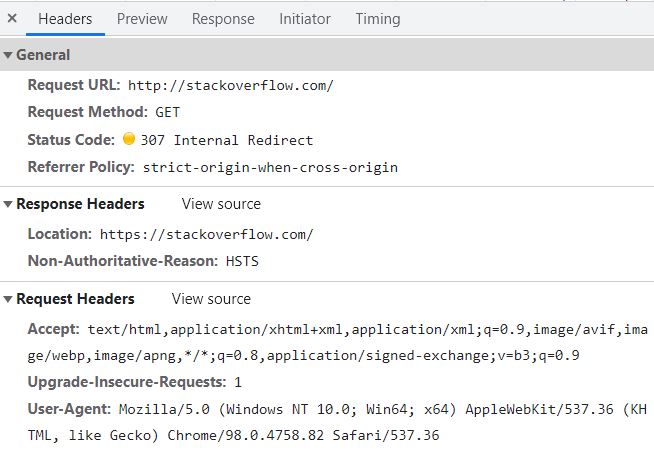 × Headers Preview Response Initiator Timing
General
Request URL: http://stackoverflow.com/
Request Method: GET
Status Code: 307 Internal Redirect
Referrer Policy: strict-origin-when-cross-origin
Response Headers View source
Location: https://stackoverflow.com/
Non-Authoritative-Reason: HSTS
Request Headers View source
Accept: text/html,application/xhtml+xml,application/xml;q=0.9,image/avif,ima
ge/webp,image/apng,*/*;q=0.8,application/signed-exchange;v=b3;q=0.9
Upgrade-Insecure-Requests: 1
User-Agent: Mozilla/5.0 (Windows NT 10.0; Win64; x64) AppleWebKit/537.36 (KH
TML, like Gecko) Chrome/98.0.4758.82 Safari/537.36